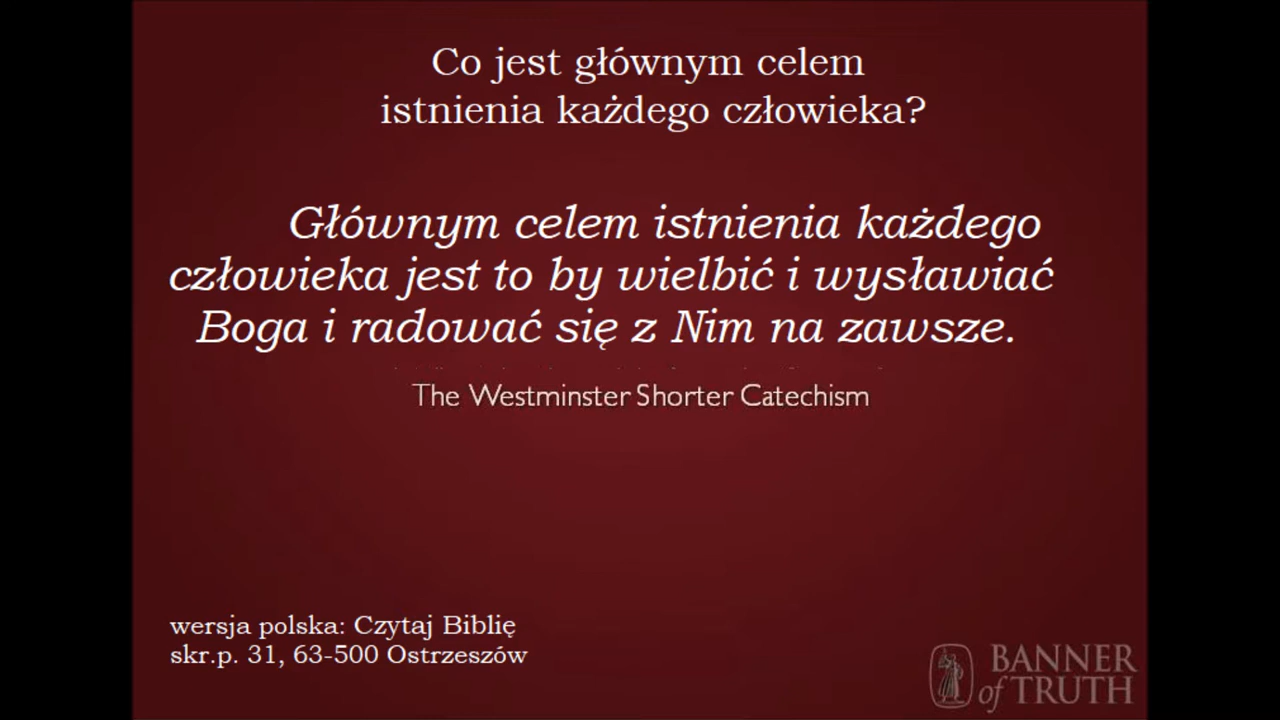 Co jest głównym celem
istnienia każdego człowieka?
Głównym celem istnienia każdego
człowieka jest to by wielbić i wysławiać
Boga i radować się z Nim na zawsze.
The Westminster Shorter Catechism
wersja polska: Czytaj Biblię
skr.p. 31, 63-500 Ostrzeszów
BANNER
of TRUTH